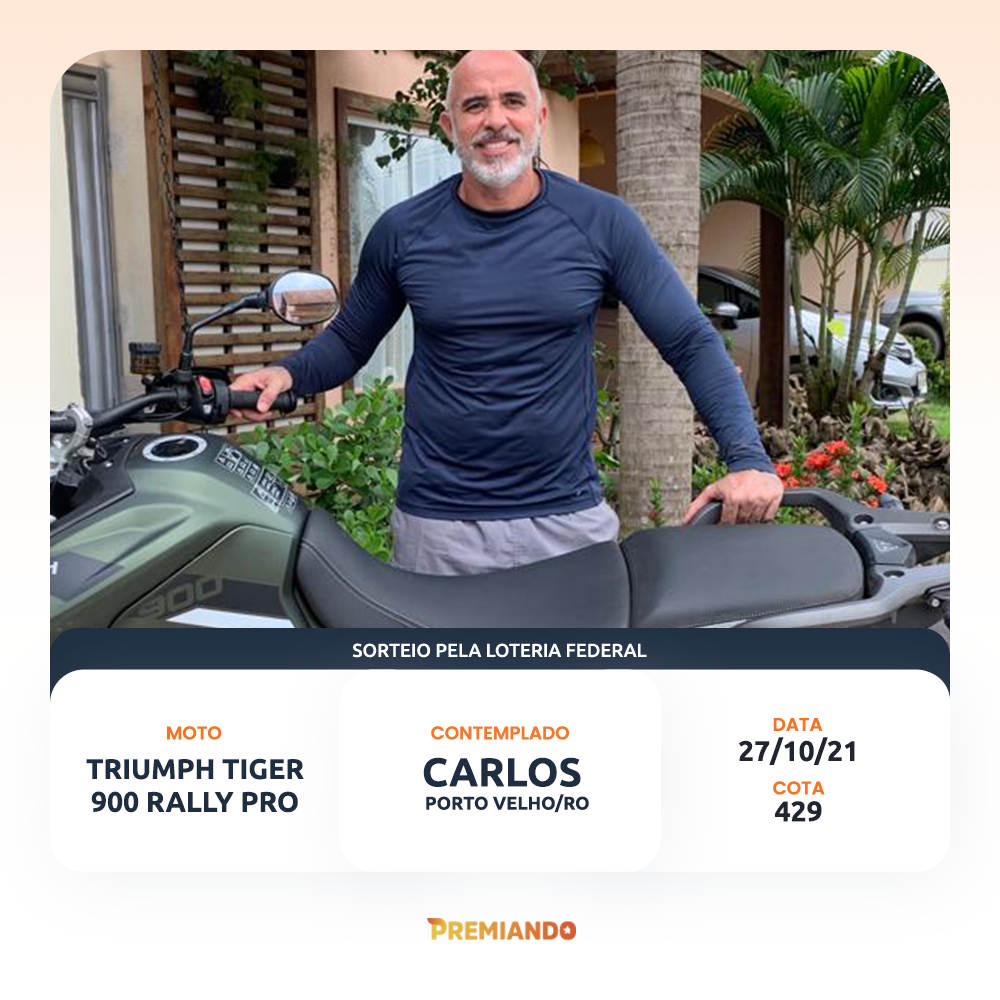 900
SORTEIO PELA LOTERIA FEDERAL
MOTO
TRIUMPH TIGER
900 RALLY PRO
CONTEMPLADO
CARLOS
PORTO VELHO/RO
DATA
27/10/21
COTA
429
PREMIANDO